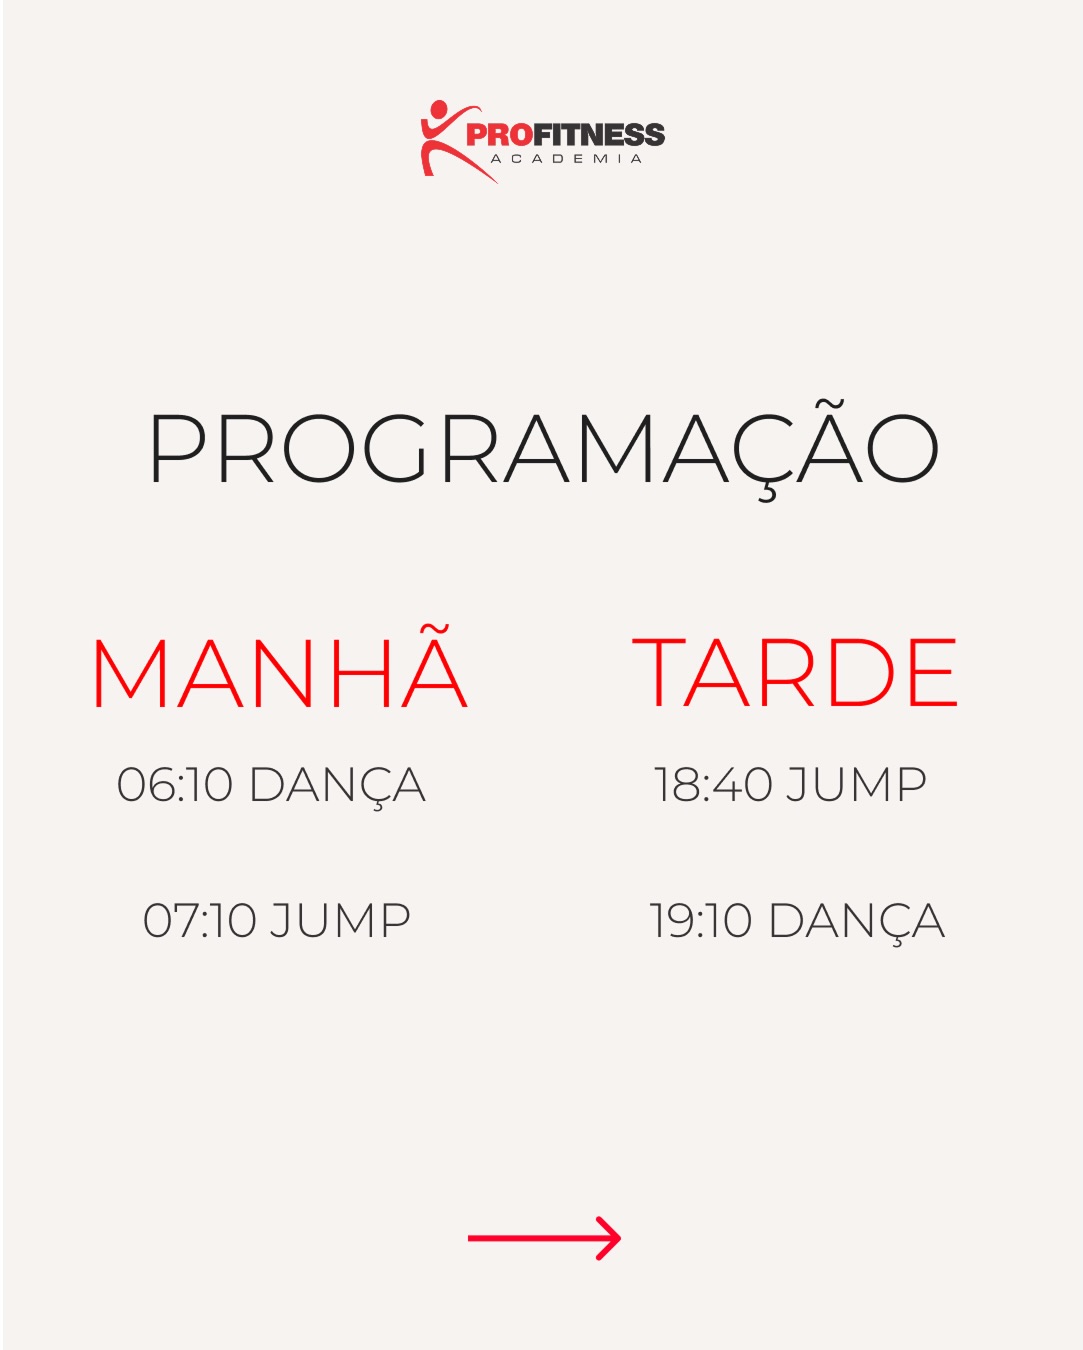 PROFITNESS
ACADEMIA
PROGRAMAÇÃO
MANHÃ
06:10 DANÇA
07:10 JUMP
TARDE
18:40 JUMP
19:10 DANÇA